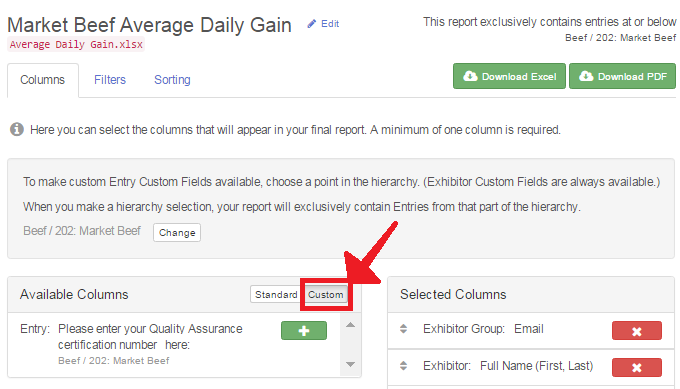 Market Beef Average Daily Gain Edit
Average Daily Gain.xlsx
This report exclusively contains entries at or below
Beef / 202: Market Beef
Columns Filters Sorting
Download Excel Download PDF
Here you can select the columns that will appear in your final report. A minimum of one column is required.
To make custom Entry Custom Fields available, choose a point in the hierarchy. (Exhibitor Custom Fields are always available.)
When you make a hierarchy selection, your report will exclusively contain Entries from that part of the hierarchy.
Beef / 202: Market Beef Change
Available Columns Standard Custom
Entry: Please enter your Quality Assurance
certification number here:
Beef / 202: Market Beef
Selected Columns
Exhibitor Group: Email
Exhibitor: Full Name (First, Last)